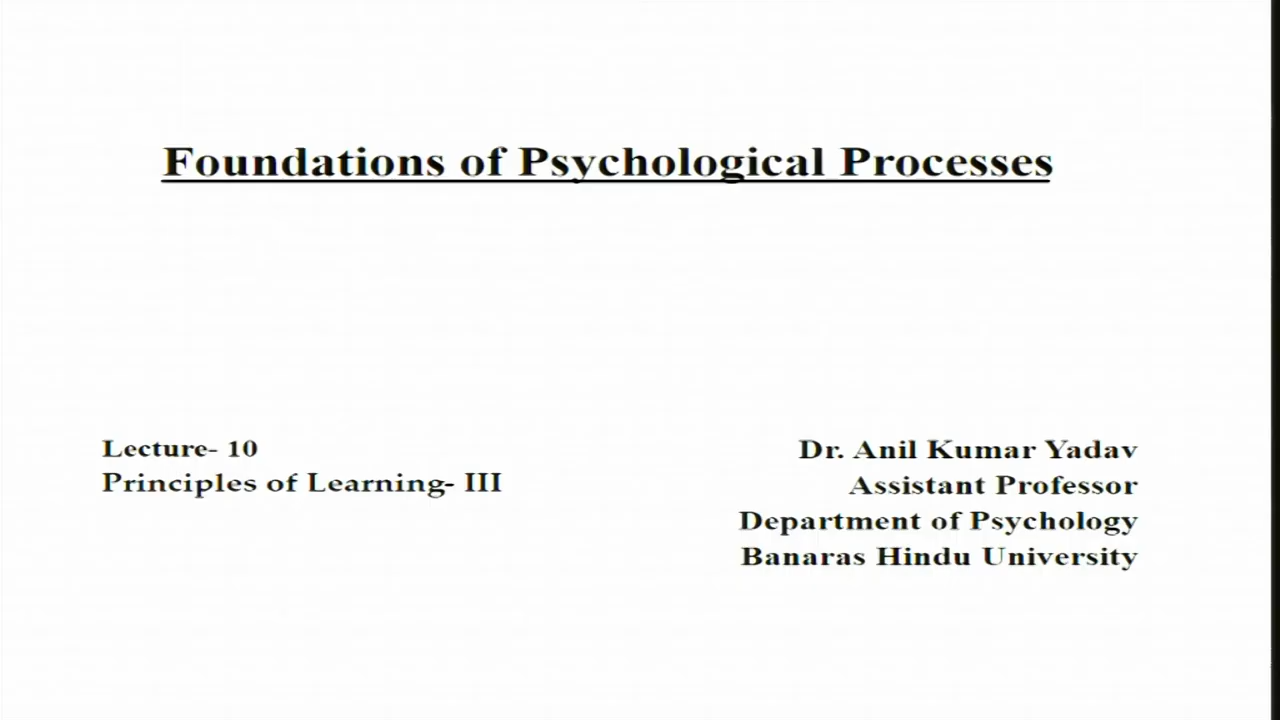 Foundations of Psychological Processes
Lecture- 10
Principles of Learning- III
Dr. Anil Kumar Yadav
Assistant Professor
Department of Psychology
Banaras Hindu University